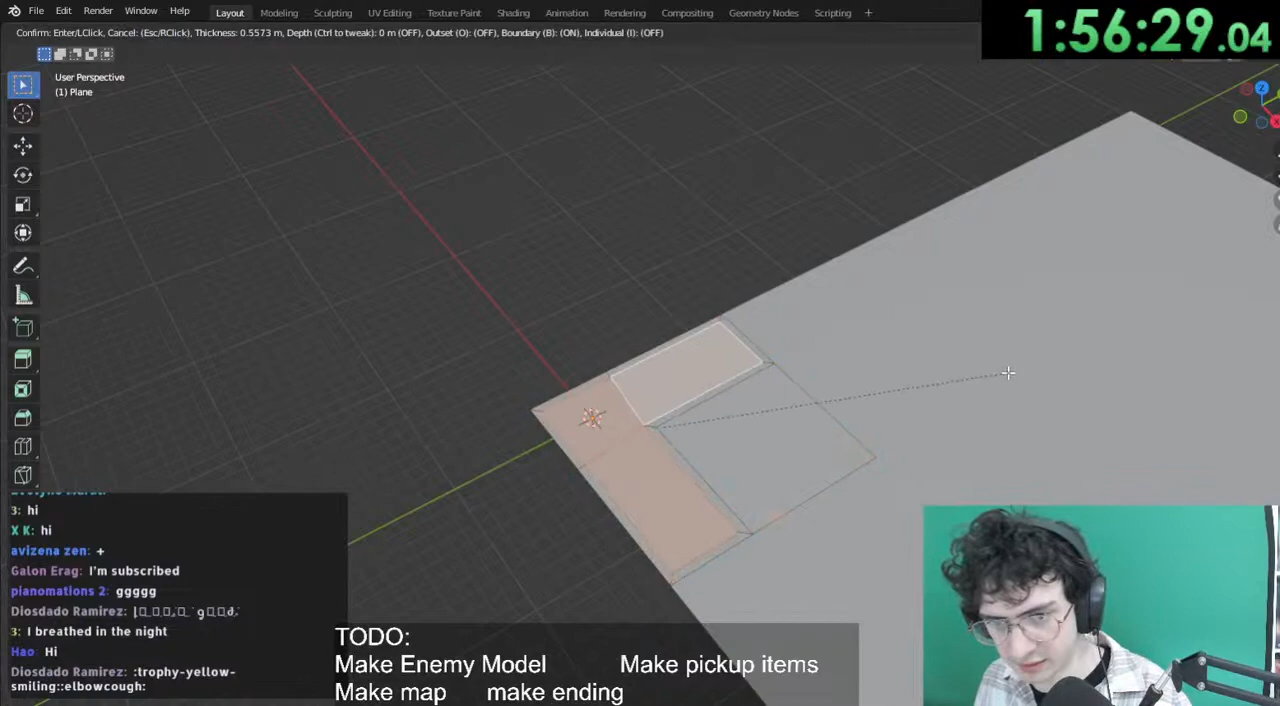 File Edit Render Window Help Layout Modeling Sculpting UV Editing Texture Paint Shading Animation Rendering Compositing Geometry Nodes Scripting +
1:56:29.04
Confirm: Enter/LClick, Cancel: (Esc/RClick), Thickness: 0.5573 m, Depth (Ctrl to tweak): 0 m (OFF), Outset (O): (OFF), Boundary (B): (ON), Individual (I): (OFF)
User Perspective
(1) Plane
Z
X
3: hi
X K: hi
avizena zen: +
Galon Erag: I'm subscribed
pianomations 2: ggggg
Diosdado Ramirez:
3: I breathed in the night
Hao: Hi
Diosdado Ramirez: :trophy-yellow-
smiling::elbowcough:
TODO:
Make Enemy Model Make pickup items
Make map make ending